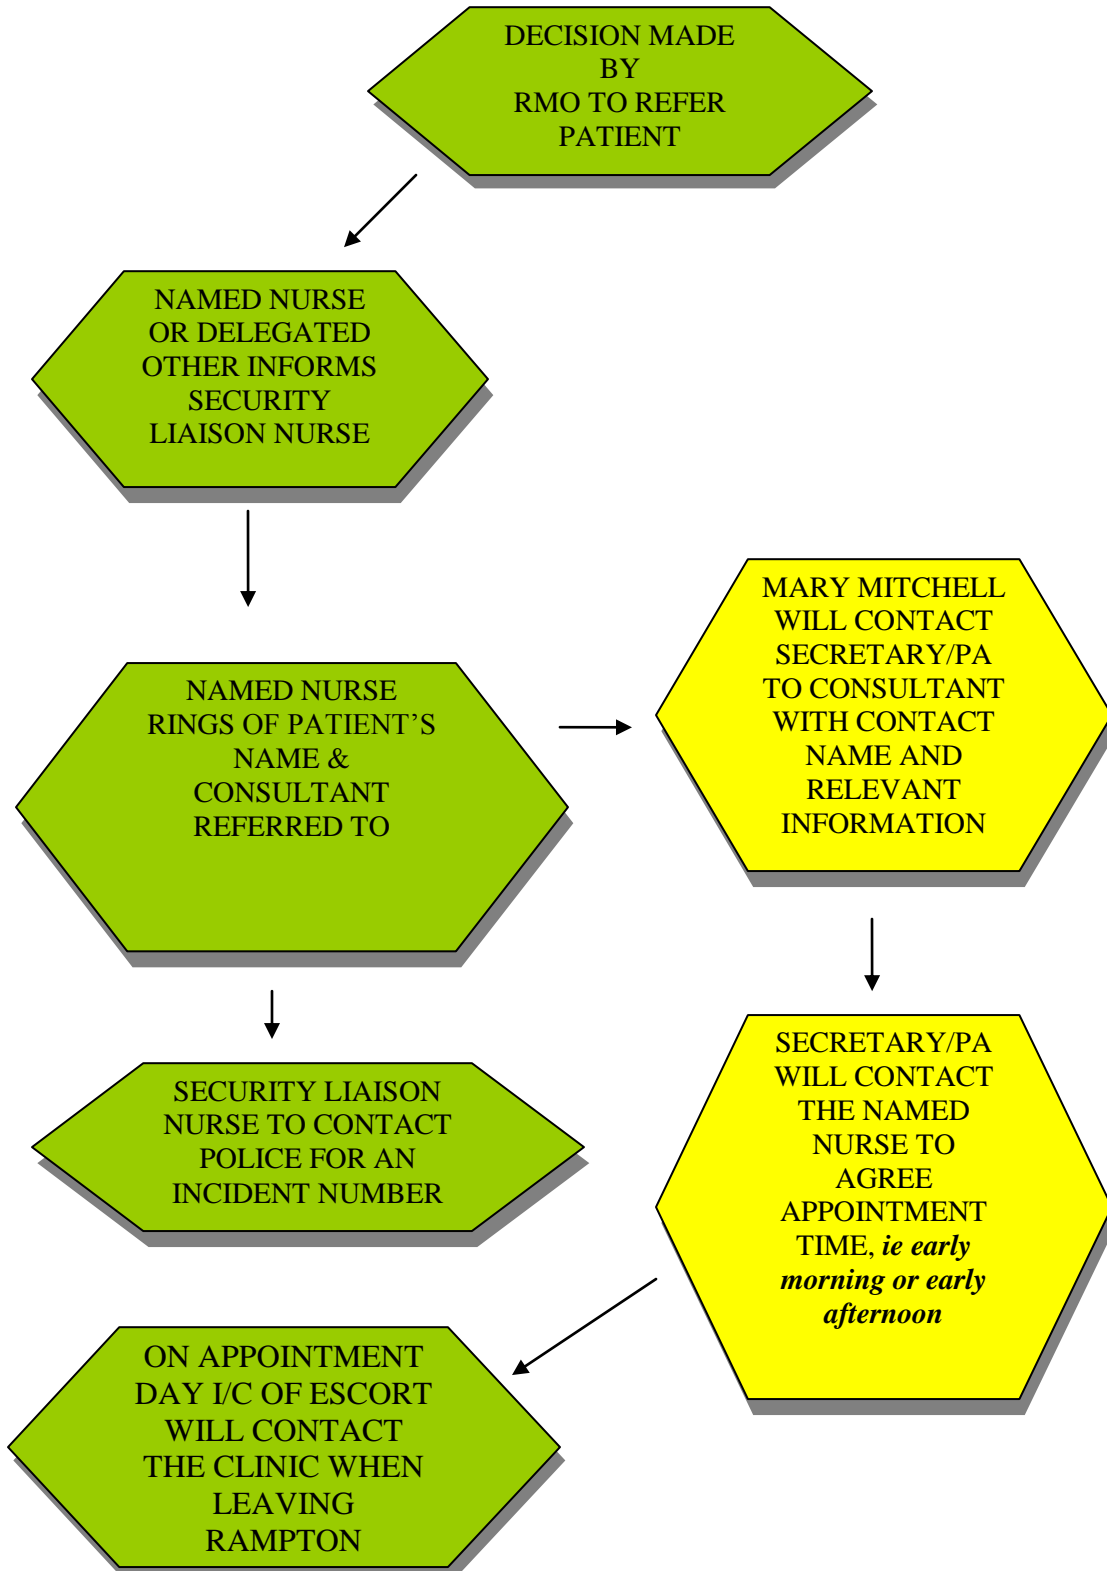 DECISION MADE
BY
RMO TO REFER
PATIENT
NAMED NURSE
OR DELEGATED
OTHER INFORMS
SECURITY
LIAISON NURSE
NAMED NURSE
RINGS OF PATIENT’S
NAME &
CONSULTANT
REFERRED TO
MARY MITCHELL
WILL CONTACT
SECRETARY/PA
TO CONSULTANT
WITH CONTACT
NAME AND
RELEVANT
INFORMATION
SECURITY LIAISON
NURSE TO CONTACT
POLICE FOR AN
INCIDENT NUMBER
SECRETARY/PA
WILL CONTACT
THE NAMED
NURSE TO
AGREE
APPOINTMENT
TIME, ie early
morning or early
afternoon
ON APPOINTMENT
DAY I/C OF ESCORT
WILL CONTACT
THE CLINIC WHEN
LEAVING
RAMPTON